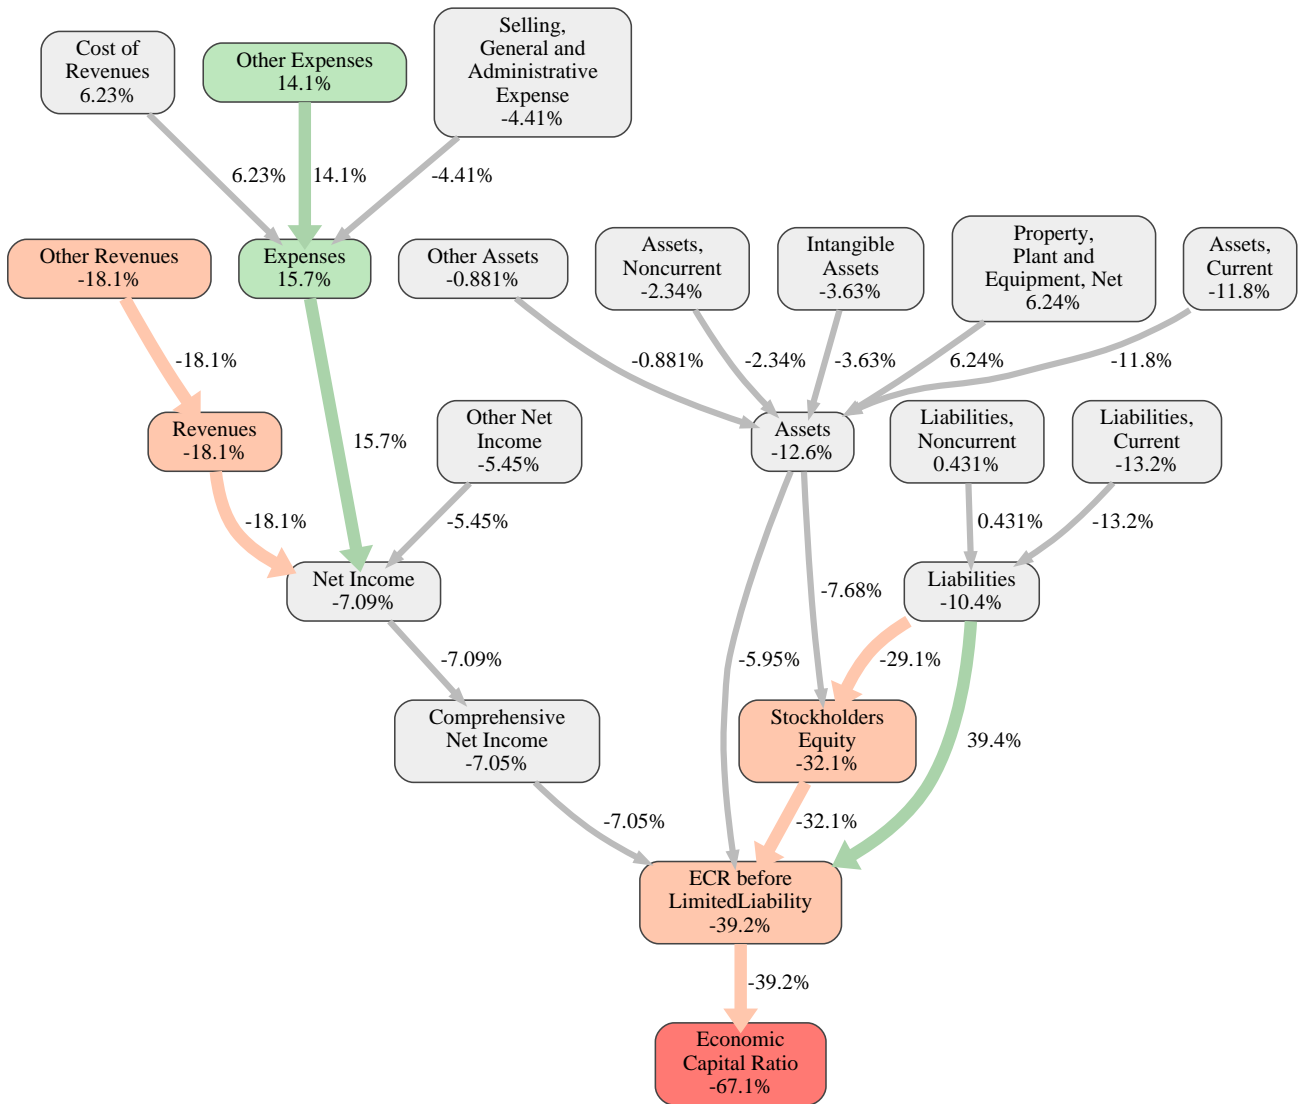 Cost of
Revenues
6.23%
Other Expenses
14.1%
Selling,
General and
Administrative
Expense
-4.41%
6.23%
14.1%
-4.41%
Other Revenues
-18.1%
Expenses
15.7%
Other Assets
-0.881%
Assets,
Noncurrent
-2.34%
Intangible
Assets
-3.63%
Property,
Plant and
Equipment, Net
6.24%
Assets,
Current
-11.8%
-18.1%
-0.881%
-2.34%
-3.63%
6.24%
-11.8%
Revenues
-18.1%
15.7%
Other Net
Income
-5.45%
Assets
-12.6%
Liabilities,
Noncurrent
0.431%
Liabilities,
Current
-13.2%
-18.1%
-5.45%
0.431%
-13.2%
Net Income
-7.09%
-7.68%
Liabilities
-10.4%
-7.09%
-5.95%
-29.1%
Comprehensive
Net Income
-7.05%
Stockholders
Equity
-32.1%
39.4%
-7.05%
-32.1%
ECR before
LimitedLiability
-39.2%
-39.2%
Economic
Capital Ratio
-67.1%